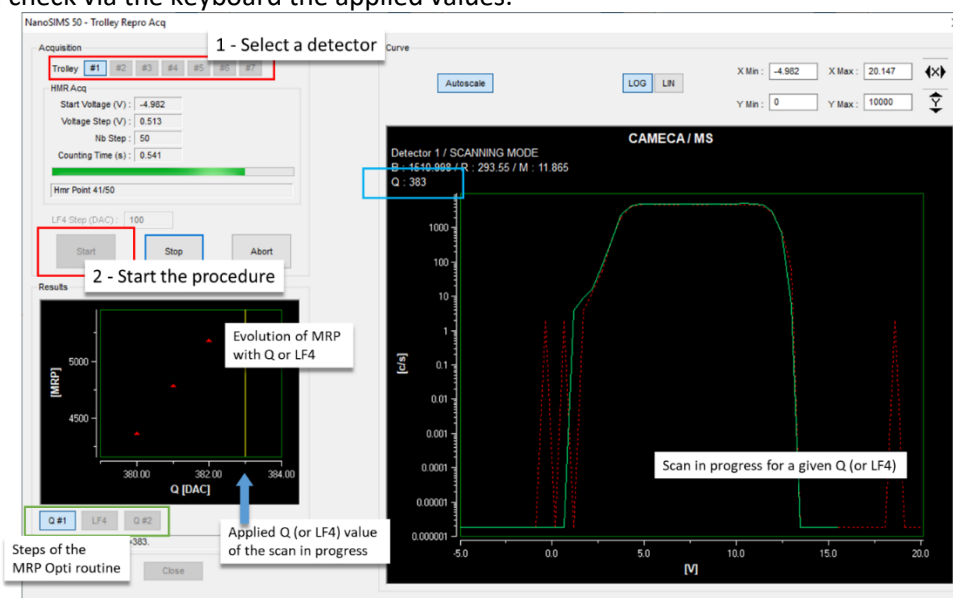 check via the keyboard the applied values.
NanoSIMS 50 - Trolley Repro Acq
1 - Select a detector
Acquisition
Trolley #1 #2 #3 #4 #5 #6 #7
HMR Acq
Start Voltage (V) : -4.982
Voltage Step (V) : 0.513
Nb Step : 50
Counting Time (s) : 0.541
Hmr Point 41/50
LF4 Step (DAC) : 100
Start Stop Abort
2 - Start the procedure
Results
Evolution of MRP
with Q or LF4
[MRP]
5000
4500
380.00 382.00 384.00
Q [DAC]
Q #1 LF4 Q #2
Applied Q (or LF4) value
of the scan in progress
=383.
Steps of the
MRP Opti routine
Close
Curve
Autoscale LOG LIN
X Min : -4.982 X Max : 20.147
Y Min : 0 Y Max : 10000
CAMECA / MS
Detector 1 / SCANNING MODE
B : 1510.998 / R : 293.55 / M : 11.865
Q : 383
[c/s]
1000
100
10
1
0.1
0.01
0.001
0.0001
0.00001
0.000001
Scan in progress for a given Q (or LF4)
-5.0 0.0 5.0 10.0 15.0 20.0
[V]